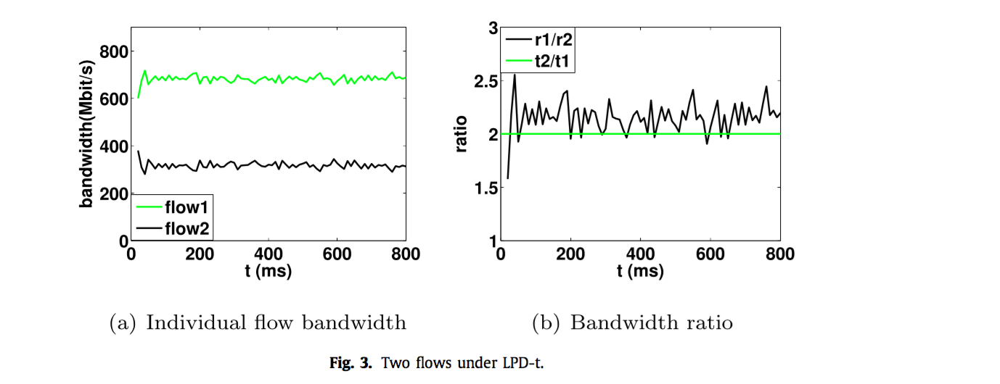 800
600
400
200
0
bandwidth(Mbit/s)
flow1
flow2
0 200 400 600 800
t (ms)
3
2.5
2
1.5
1
ratio
r1/r2
t2/t1
0 200 400 600 800
t (ms)
(a) Individual flow bandwidth
(b) Bandwidth ratio
Fig. 3. Two flows under LPD-t.